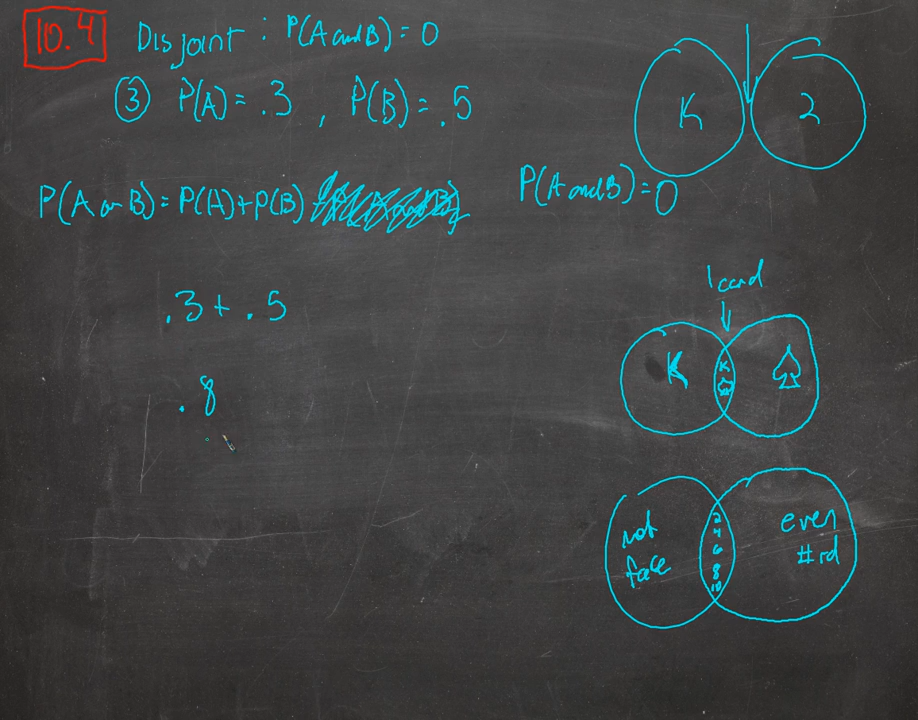 10.4 Disjoint: P(A and B) = 0
③ P(A) = .3 , P(B) = .5
K 2
P(A or B) = P(A) + P(B)
P(A and B) = 0
.3 + .5
.8
1 card
K K ♤ ♤
not face
2
4
6
8
10
even #rd